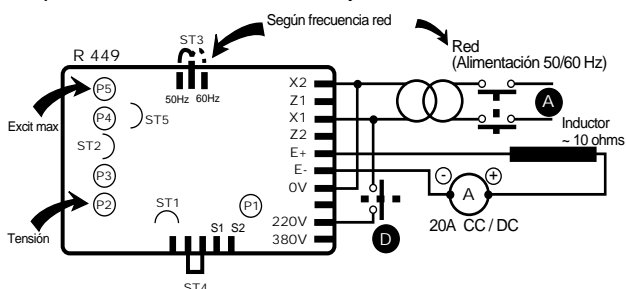 Según frecuencia red
ST3
R 449
Red
(Alimentación 50/60 Hz)
50Hz 60Hz
P5
P4
ST5
ST2
P3
P2
Excit max
Tensión
ST1
P1
S1 S2
ST4
X2
Z1
X1
Z2
E+
E-
0V
220V
380V
A
Inductor
~ 10 ohms
- A +
20A CC / DC
D